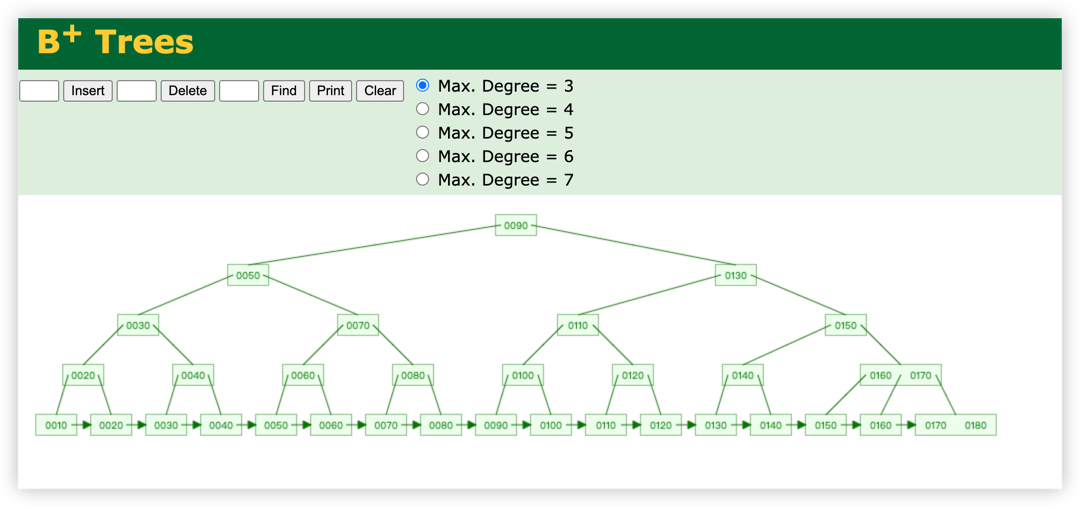 B+ Trees
Insert Delete Find Print Clear
Max. Degree = 3
Max. Degree = 4
Max. Degree = 5
Max. Degree = 6
Max. Degree = 7
0090
0050 0130
0030 0070 0110 0150
0020 0040 0060 0080 0100 0120 0140 0160 0170
0010 0020 0030 0040 0050 0060 0070 0080 0090 0100 0110 0120 0130 0140 0150 0160 0170 0180